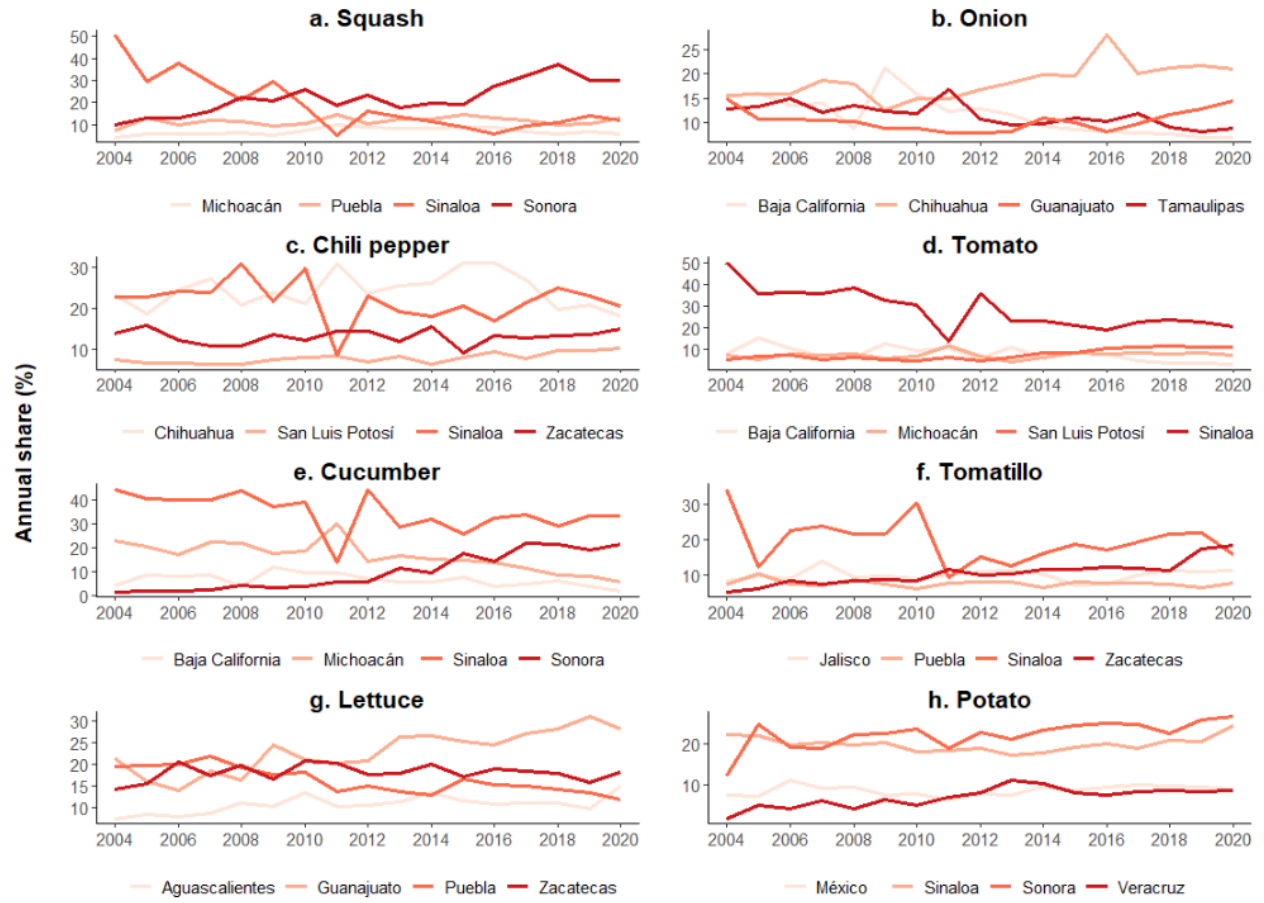 a. Squash
50
40
30
20
10
2004 2006 2008 2010 2012 2014 2016 2018 2020
Michoacán Puebla Sinaloa Sonora
b. Onion
25
20
15
10
2004 2006 2008 2010 2012 2014 2016 2018 2020
Baja California Chihuahua Guanajuato Tamaulipas
c. Chili pepper
30
20
10
2004 2006 2008 2010 2012 2014 2016 2018 2020
Chihuahua San Luis Potosí Sinaloa Zacatecas
d. Tomato
50
40
30
20
10
2004 2006 2008 2010 2012 2014 2016 2018 2020
Baja California Michoacán San Luis Potosí Sinaloa
Annual share (%)
e. Cucumber
40
30
20
10
0
2004 2006 2008 2010 2012 2014 2016 2018 2020
Baja California Michoacán Sinaloa Sonora
f. Tomatillo
30
20
10
2004 2006 2008 2010 2012 2014 2016 2018 2020
Jalisco Puebla Sinaloa Zacatecas
g. Lettuce
30
25
20
15
10
2004 2006 2008 2010 2012 2014 2016 2018 2020
Aguascalientes Guanajuato Puebla Zacatecas
h. Potato
20
10
2004 2006 2008 2010 2012 2014 2016 2018 2020
México Sinaloa Sonora Veracruz